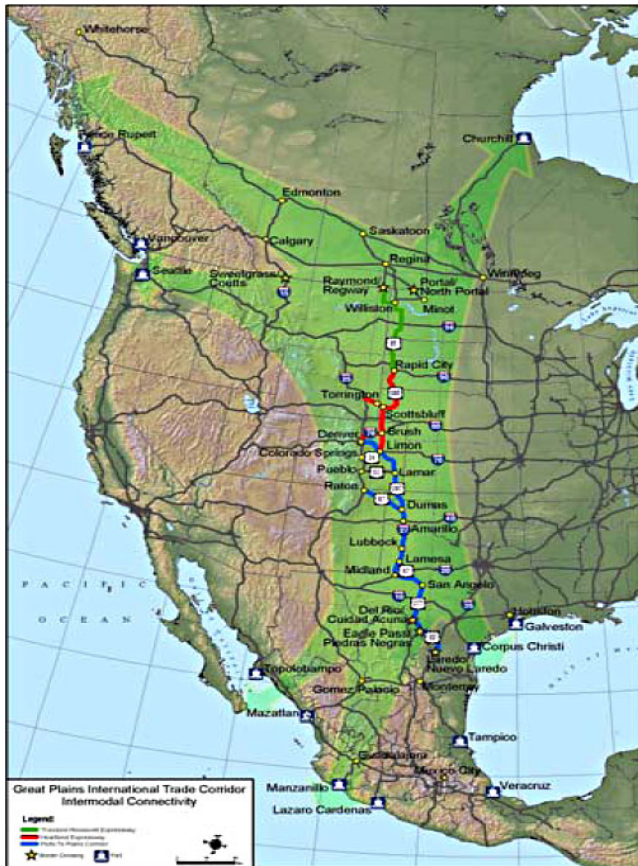 Whitehorse
Churchill
Prince Rupert
Edmonton
Saskatoon
Calgary
Vancouver
Regina
Seattle
Sweetgrass/
Coutts
Raymond/
Regway
Portal/
North Portal
Winnipeg
Williston
Minot
Rapid City
Torrington
Scottsbluff
Denver
Brush
Limon
Colorado Springs
Pueblo
Lamar
Raton
Dumas
Amarillo
Lubbock
Lamesa
Midland
San Angelo
PACIFIC
OCEAN
Del Rio/
Cuidad Acuna
Houston
Galveston
Eagle Pass/
Piedras Negras
Corpus Christi
Laredo/
Nuevo Laredo
Topolobampo
Gomez Palacio
Monterrey
Mazatlan
Tampico
Guadalajara
Mexico City
Manzanillo
Veracruz
Lazaro Cardenas
Great Plains International Trade Corridor
Intermodal Connectivity
Legend:
Theodore Roosevelt Expressway
Heartland Expressway
Ports To Plains Corridor
Border Crossing
Port